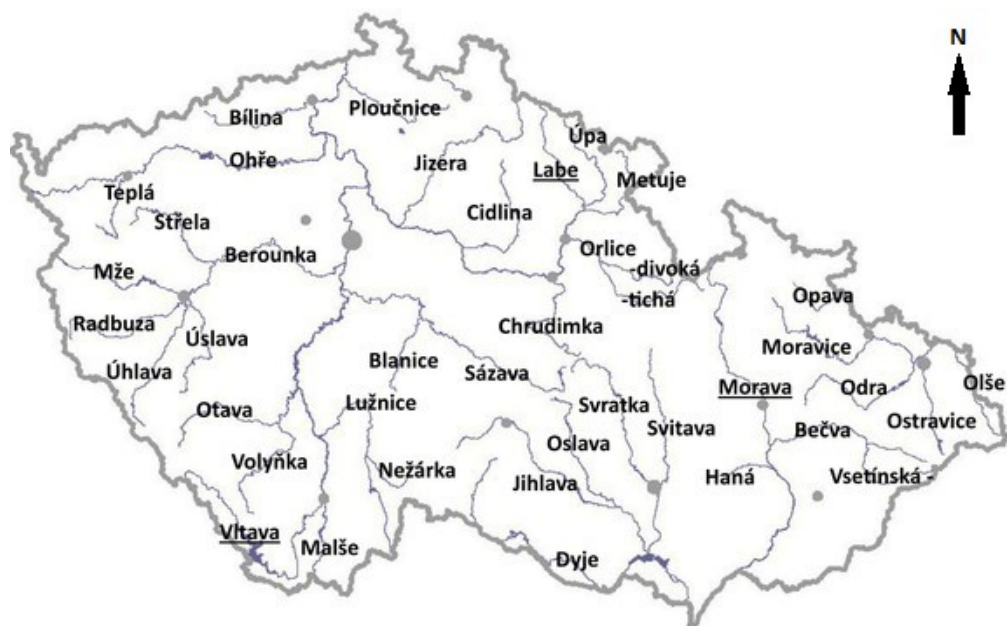 N
Bílina
Ploučnice
Úpa
Ohře
Jizera
Labe
Metuje
Teplá
Střela
Cidlina
Berounka
Orlice
-divoká
-tichá
Mže
Opava
Radbuza
Úslava
Chrudimka
Moravice
Úhlava
Blanice
Sázava
Morava
Odra
Olše
Otava
Lužnice
Svratka
Svitava
Bečva
Ostravice
Volyňka
Nežárka
Oslava
Jihlava
Haná
Vsetínská -
Vltava
Malše
Dyje